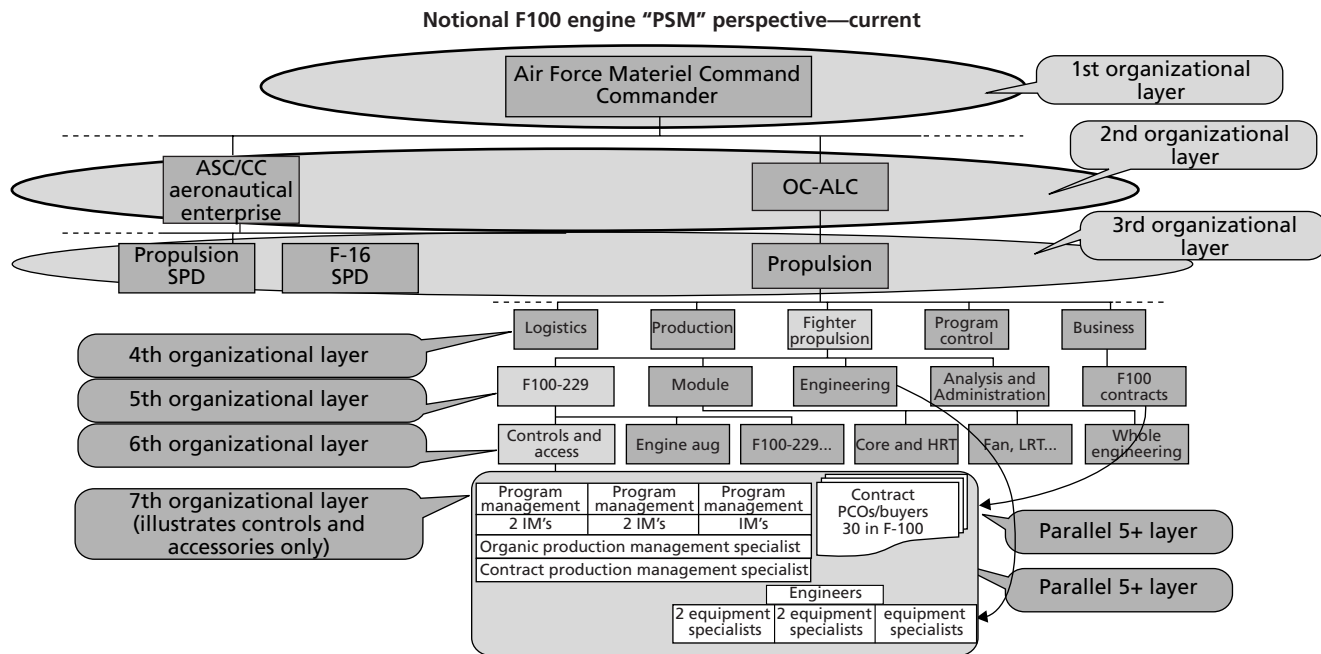 Notional F100 engine “PSM” perspective—current
Air Force Materiel Command
Commander
1st organizational
layer
2nd organizational
layer
ASC/CC
aeronautical
enterprise
OC-ALC
3rd organizational
layer
Propulsion
SPD
F-16
SPD
Propulsion
Logistics
Production
Fighter
propulsion
Program
control
Business
4th organizational layer
F100-229
Module
Engineering
Analysis and
Administration
F100
contracts
5th organizational layer
Controls and
access
Engine aug
F100-229...
Core and HRT
Fan, LRT...
Whole
engineering
6th organizational layer
7th organizational layer
(illustrates controls and
accessories only)
Program
management
Program
management
Program
management
2 IM’s
2 IM’s
IM’s
Organic production management specialist
Contract production management specialist
Contract
PCOs/buyers
30 in F-100
Parallel 5+ layer
Parallel 5+ layer
Engineers
2 equipment
specialists
2 equipment
specialists
equipment
specialists